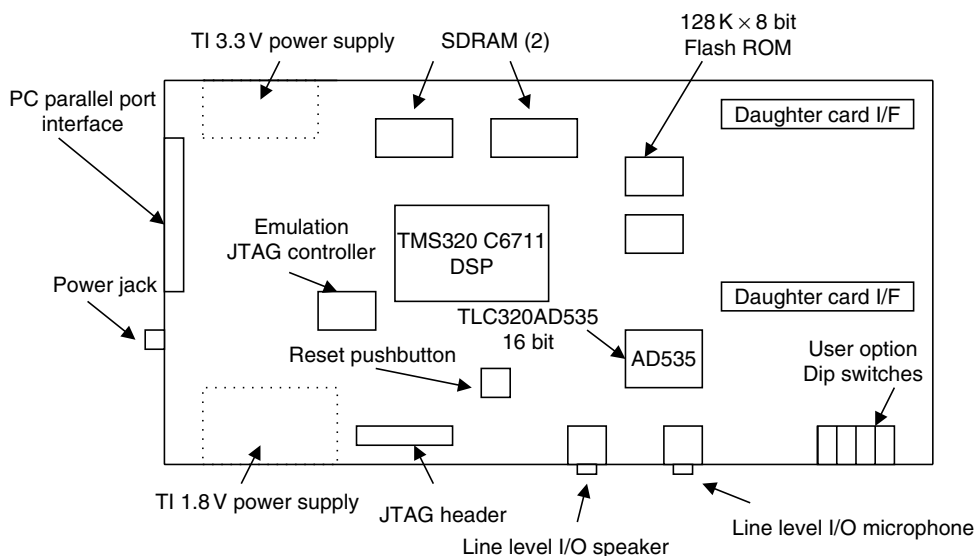 TI 3.3 V power supply
SDRAM (2)
128 K × 8 bit
Flash ROM
PC parallel port
interface
Daughter card I/F
Emulation
JTAG controller
TMS320 C6711
DSP
Power jack
Daughter card I/F
TLC320AD535
16 bit
Reset pushbutton
AD535
User option
Dip switches
TI 1.8 V power supply
JTAG header
Line level I/O speaker
Line level I/O microphone